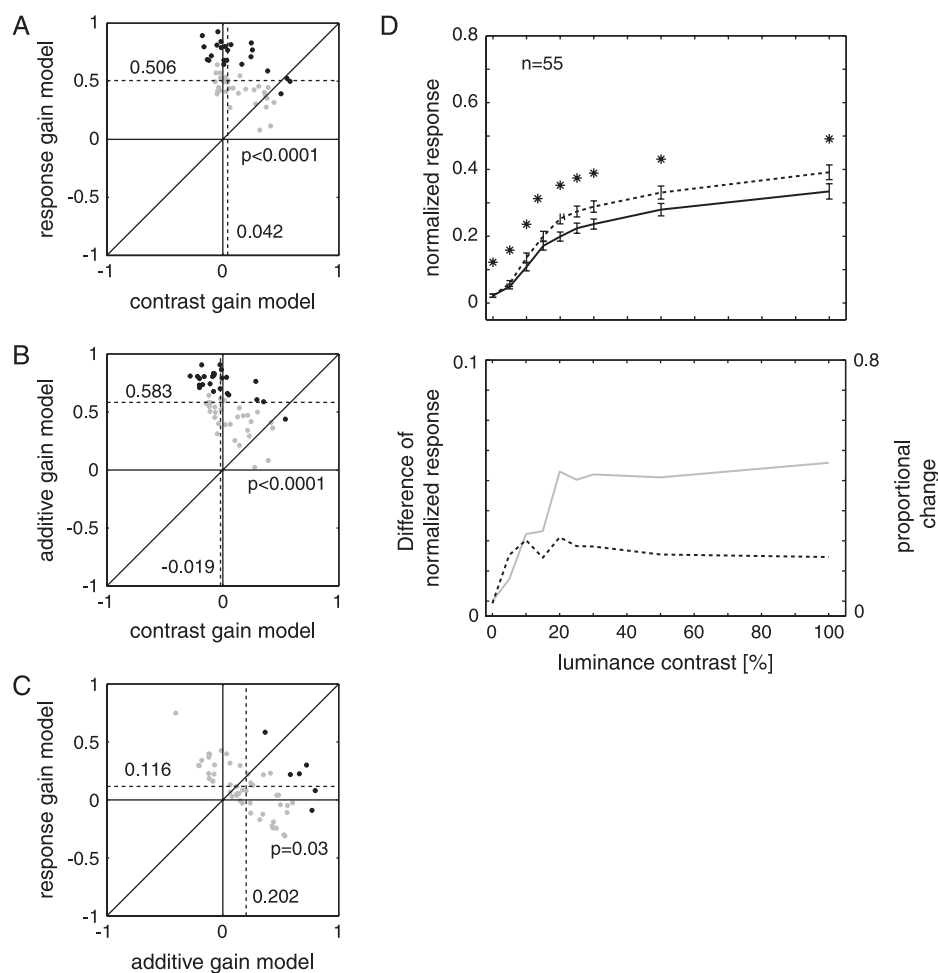 A
1
0.506
0.5
0
p<0.0001
-0.5
0.042
-1
-1
0
1
response gain model
contrast gain model
B
1
0.583
0.5
0
p<0.0001
-0.5
-0.019
-1
-1
0
1
additive gain model
contrast gain model
C
1
0.5
0.116
0
p=0.03
-0.5
0.202
-1
-1
0
1
response gain model
additive gain model
D
0.8
n=55
0.6
0.4
0.2
0
normalized response
* * * * * * * * *
0.1
0.8
0
0
Difference of
normalized response
proportional
change
0
20
40
60
80
100
luminance contrast [%]